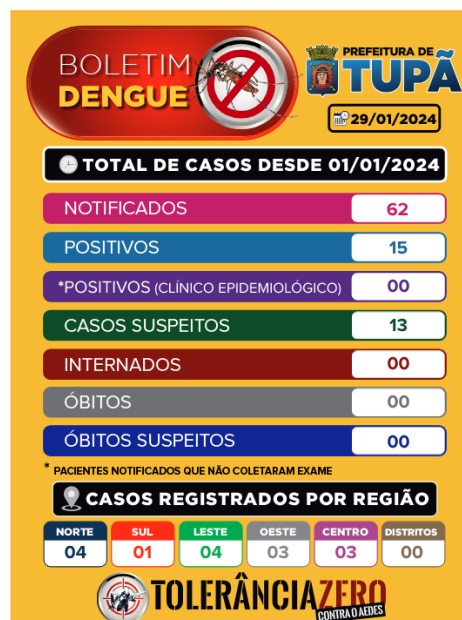 BOLETIM
DENGUE
PREFEITURA DE
TUPÃ
29/01/2024
TOTAL DE CASOS DESDE 01/01/2024
NOTIFICADOS 62
POSITIVOS 15
*POSITIVOS (CLÍNICO EPIDEMIOLÓGICO) 00
CASOS SUSPEITOS 13
INTERNADOS 00
ÓBITOS 00
ÓBITOS SUSPEITOS 00
* PACIENTES NOTIFICADOS QUE NÃO COLETARAM EXAME
CASOS REGISTRADOS POR REGIÃO
NORTE SUL LESTE OESTE CENTRO DISTRITOS
04 01 04 03 03 00
TOLERÂNCIA ZERO
CONTRA O AEDES